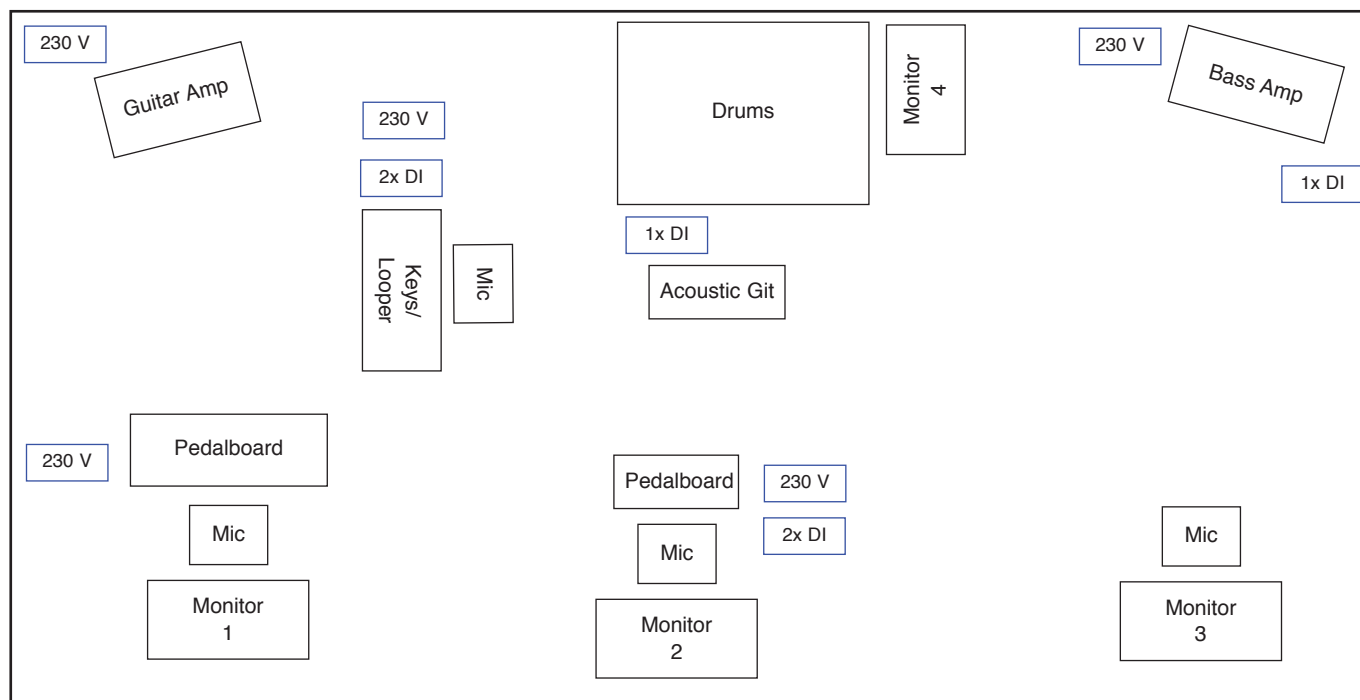 230 V
Guitar Amp
230 V
2x DI
Keys/
Looper
Mic
Drums
Monitor
4
230 V
Bass Amp
1x DI
1x DI
Acoustic Git
230 V
Pedalboard
Mic
Monitor
1
Pedalboard
230 V
2x DI
Mic
Monitor
2
Mic
Monitor
3